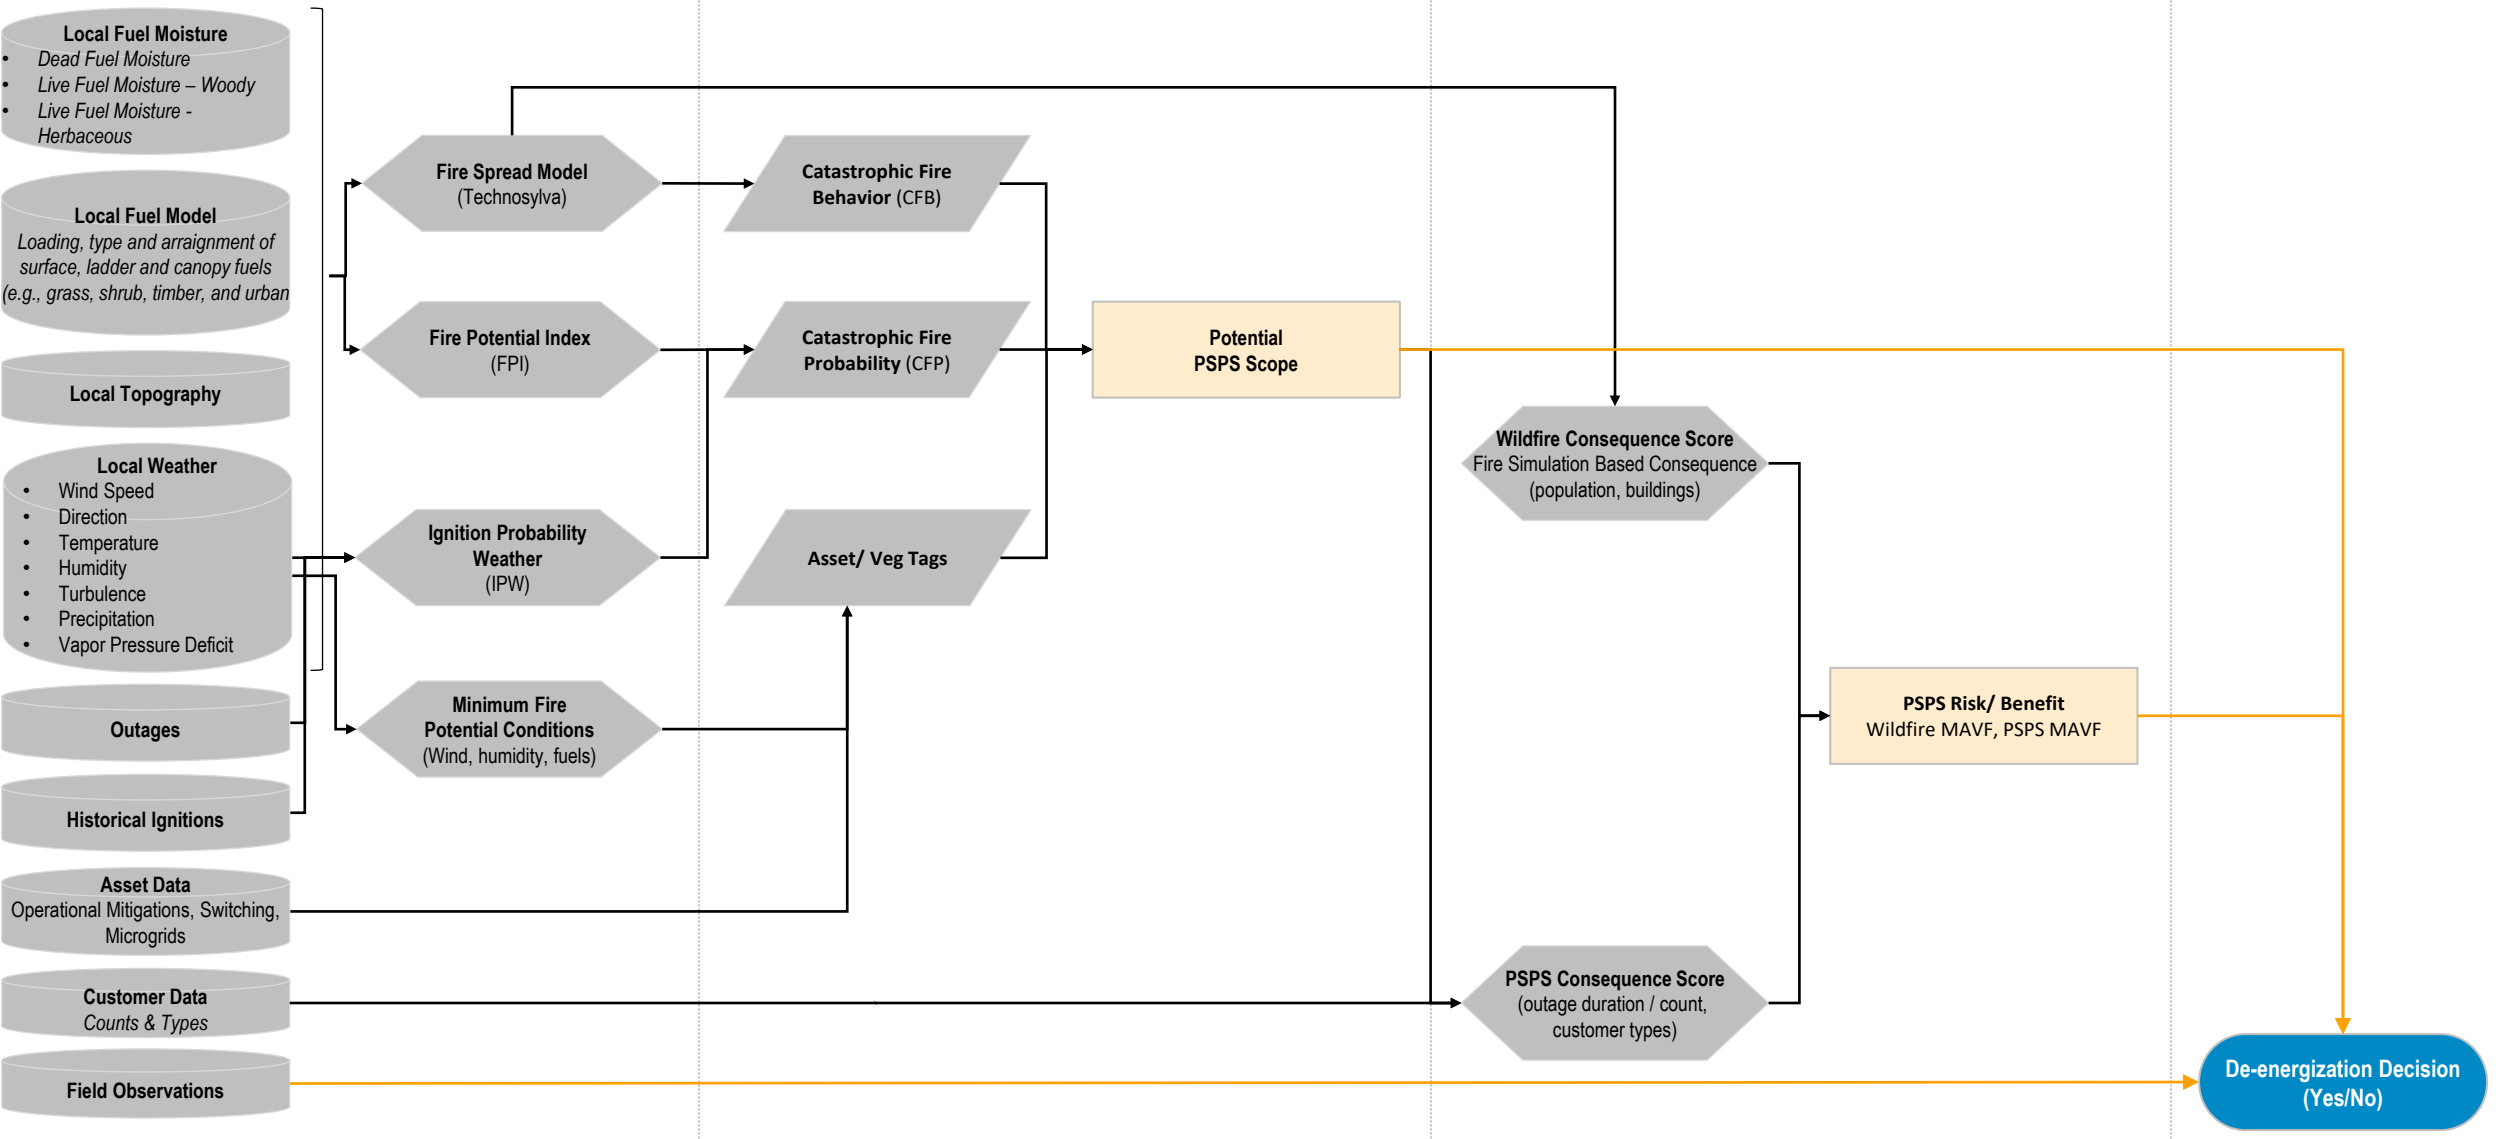 Local Fuel Moisture
• Dead Fuel Moisture
• Live Fuel Moisture – Woody
• Live Fuel Moisture -
Herbaceous
Local Fuel Model
Loading, type and arraignment of
surface, ladder and canopy fuels
(e.g., grass, shrub, timber, and urban
Local Topography
Local Weather
• Wind Speed
• Direction
• Temperature
• Humidity
• Turbulence
• Precipitation
• Vapor Pressure Deficit
Outages
Historical Ignitions
Asset Data
Operational Mitigations, Switching,
Microgrids
Customer Data
Counts & Types
Field Observations
Fire Spread Model
(Technosylva)
Fire Potential Index
(FPI)
Ignition Probability
Weather
(IPW)
Minimum Fire
Potential Conditions
(Wind, humidity, fuels)
Catastrophic Fire
Behavior (CFB)
Catastrophic Fire
Probability (CFP)
Asset/ Veg Tags
Potential
PSPS Scope
Wildfire Consequence Score
Fire Simulation Based Consequence
(population, buildings)
PSPS Consequence Score
(outage duration / count,
customer types)
PSPS Risk/ Benefit
Wildfire MAVF, PSPS MAVF
De-energization Decision
(Yes/No)